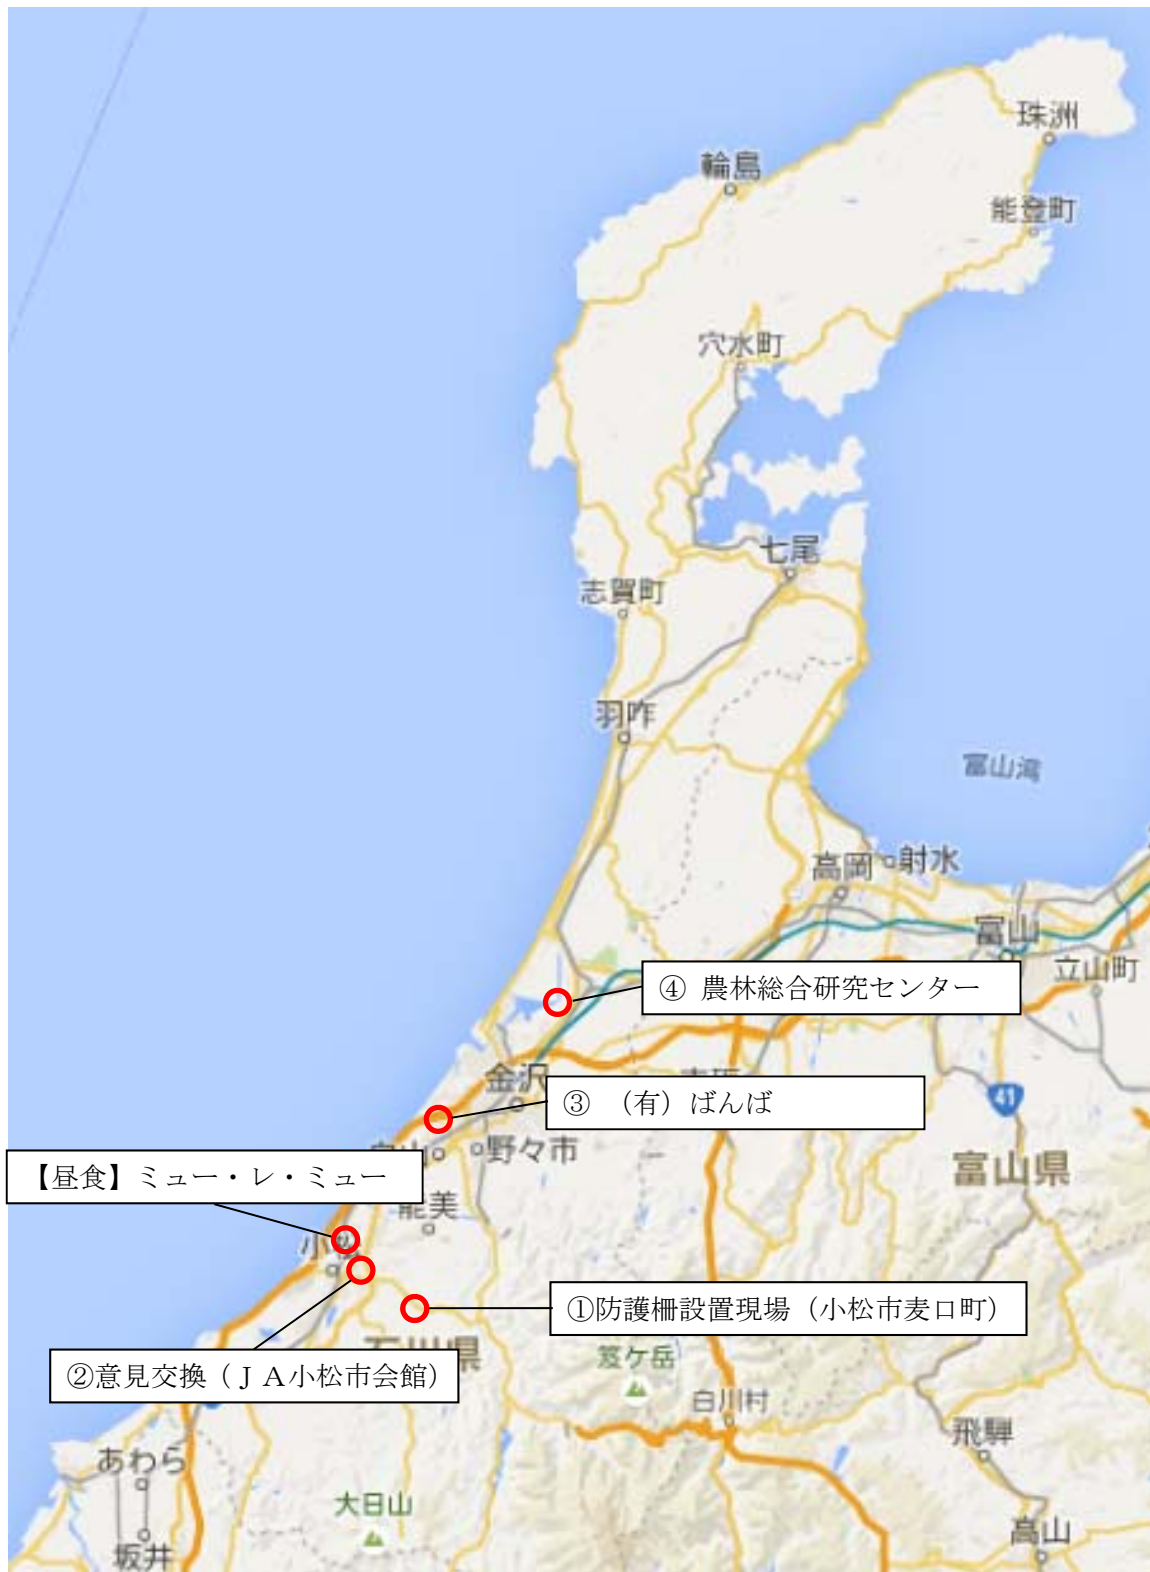 珠洲
輪島
能登町
穴水町
七尾
志賀町
羽咋
富山湾
高岡
射水
富山
立山町
④ 農林総合研究センター
金沢
③ （有）ばんば
41
野々市
富山県
【昼食】ミュー・レ・ミュー
能美
小松
①防護柵設置現場（小松市麦口町）
石川県
笈ケ岳
②意見交換（ＪＡ小松市会館）
白川村
飛騨
あわら
大日山
高山
坂井